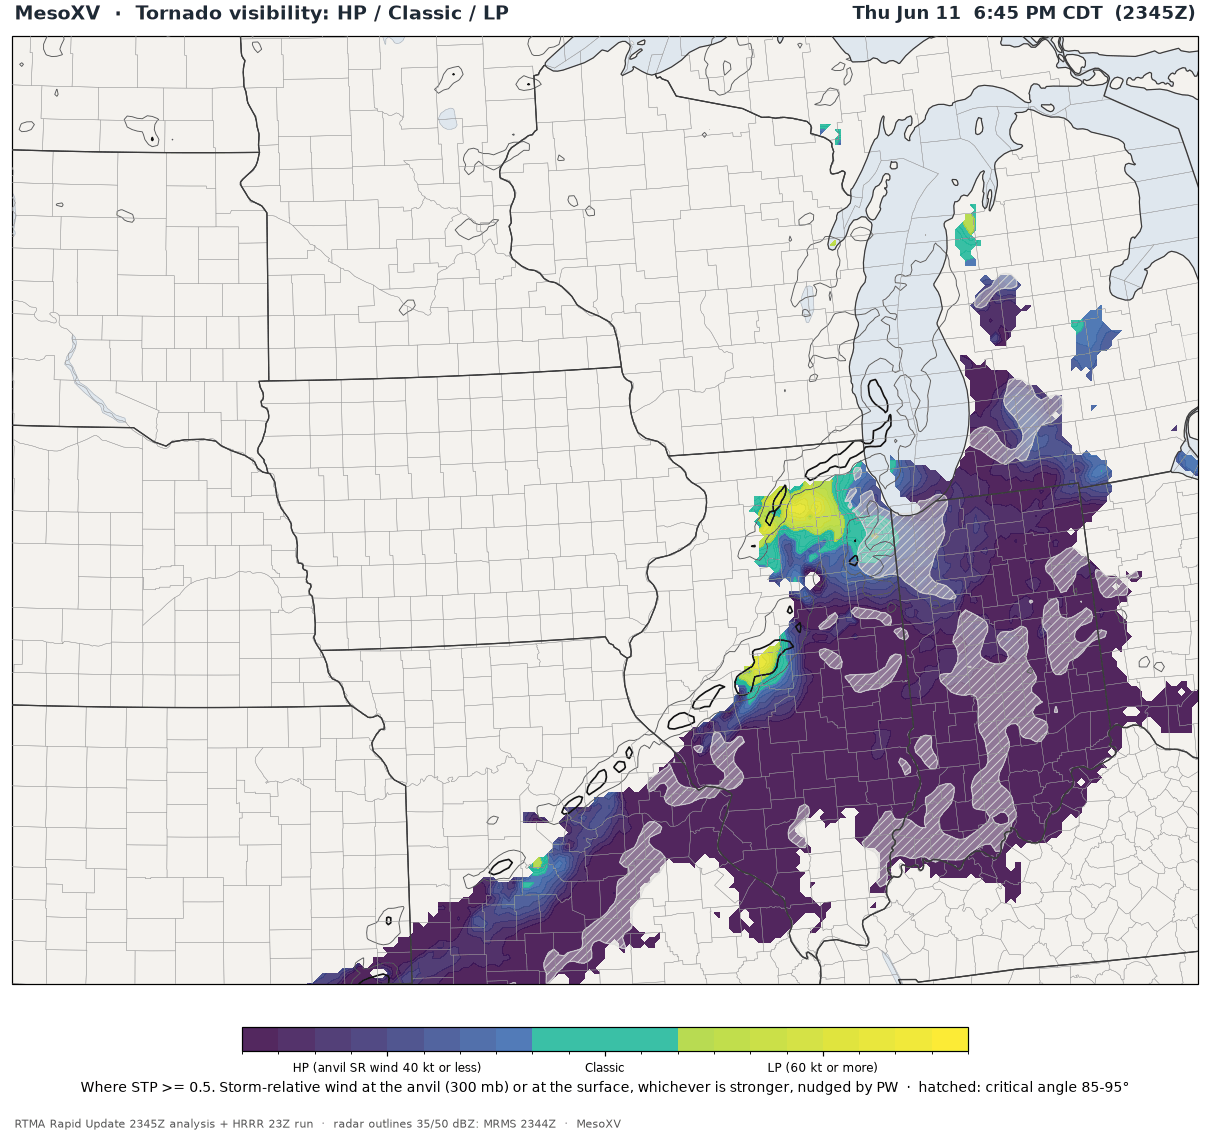 MesoXV · Tornado visibility: HP / Classic / LP
Thu Jun 11 6:45 PM CDT (2345Z)
HP (anvil SR wind 40 kt or less)
Classic
LP (60 kt or more)
Where STP >= 0.5. Storm-relative wind at the anvil (300 mb) or at the surface, whichever is stronger, nudged by PW · hatched: critical angle 85-95°
RTMA Rapid Update 2345Z analysis + HRRR 23Z run · radar outlines 35/50 dBZ: MRMS 2344Z · MesoXV